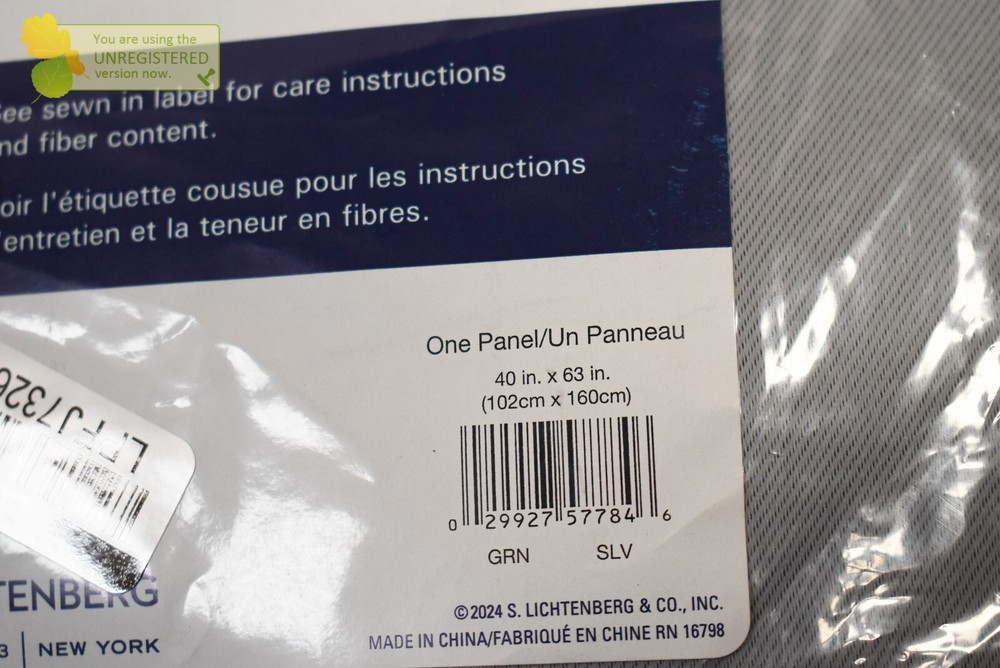 You are using the
UNREGISTERED
version now.
See sewn in label for care instructions
nd fiber content.
oir l'étiquette cousue pour les instructions
'entretien et la teneur en fibres.
One Panel/Un Panneau
40 in. x 63 in.
(102cm x 160cm)
0 29927 57784 6
GRN SLV
TENBERG
3 | NEW YORK
©2024 S. LICHTENBERG & CO., INC.
MADE IN CHINA/FABRIQUÉ EN CHINE RN 16798